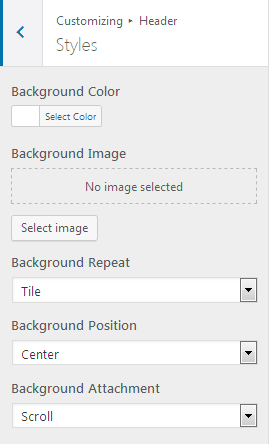 Customizing ▸ Header
Styles
Background Color
Select Color
Background Image
No image selected
Select image
Background Repeat
Tile
Background Position
Center
Background Attachment
Scroll